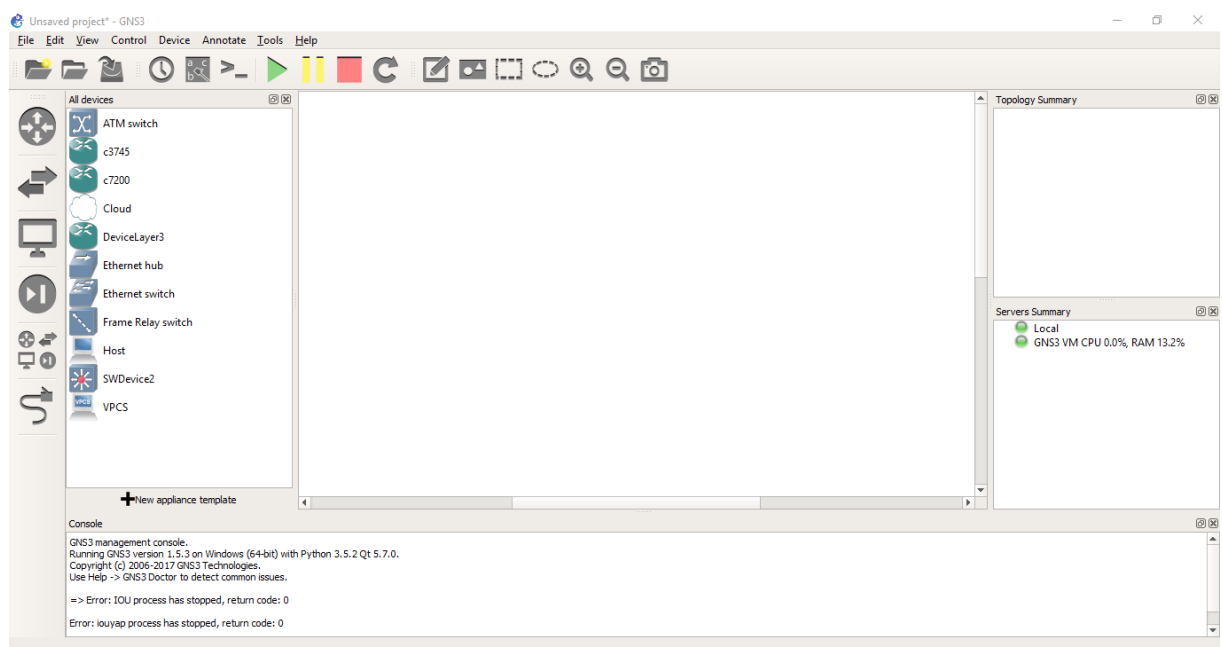 Unsaved project* - GNS3
File Edit View Control Device Annotate Tools Help
All devices
ATM switch
c3745
c7200
Cloud
DeviceLayer3
Ethernet hub
Ethernet switch
Frame Relay switch
Host
SWDevice2
VPCS
VPCS
New appliance template
Topology Summary
Servers Summary
Local
GNS3 VM CPU 0.0%, RAM 13.2%
Console
GNS3 management console.
Running GNS3 version 1.5.3 on Windows (64-bit) with Python 3.5.2 Qt 5.7.0.
Copyright (c) 2006-2017 GNS3 Technologies.
Use Help -> GNS3 Doctor to detect common issues.
=> Error: IOU process has stopped, return code: 0
Error: iouyap process has stopped, return code: 0